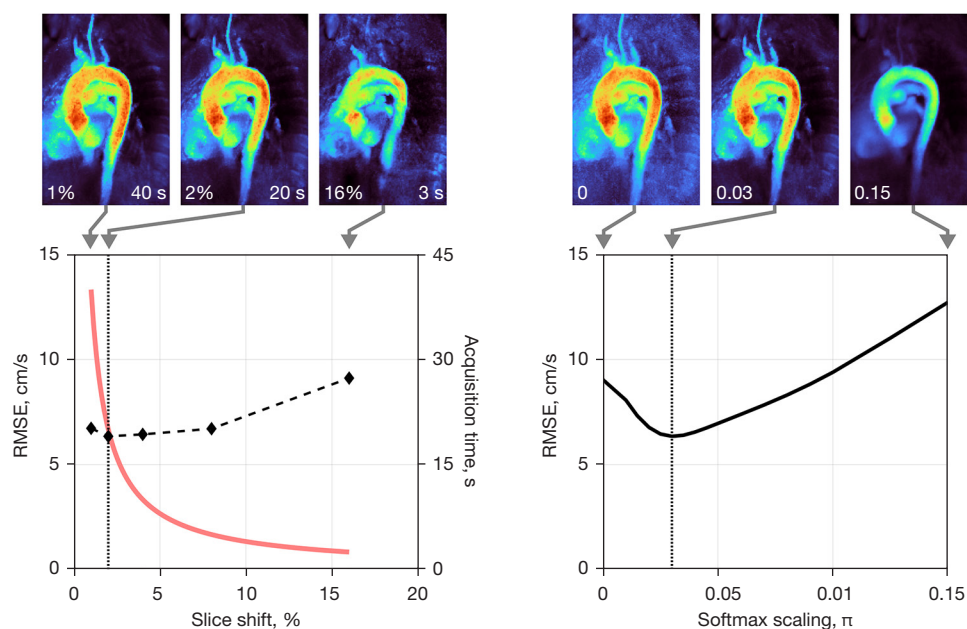 1% 40 s
2% 20 s
16% 3 s
0
0.03
0.15
15
10
5
0
RMSE, cm/s
45
30
15
0
Acquisition time, s
0 5 10 15 20
Slice shift, %
15
10
5
0
RMSE, cm/s
0 0.05 0.01 0.15
Softmax scaling, π